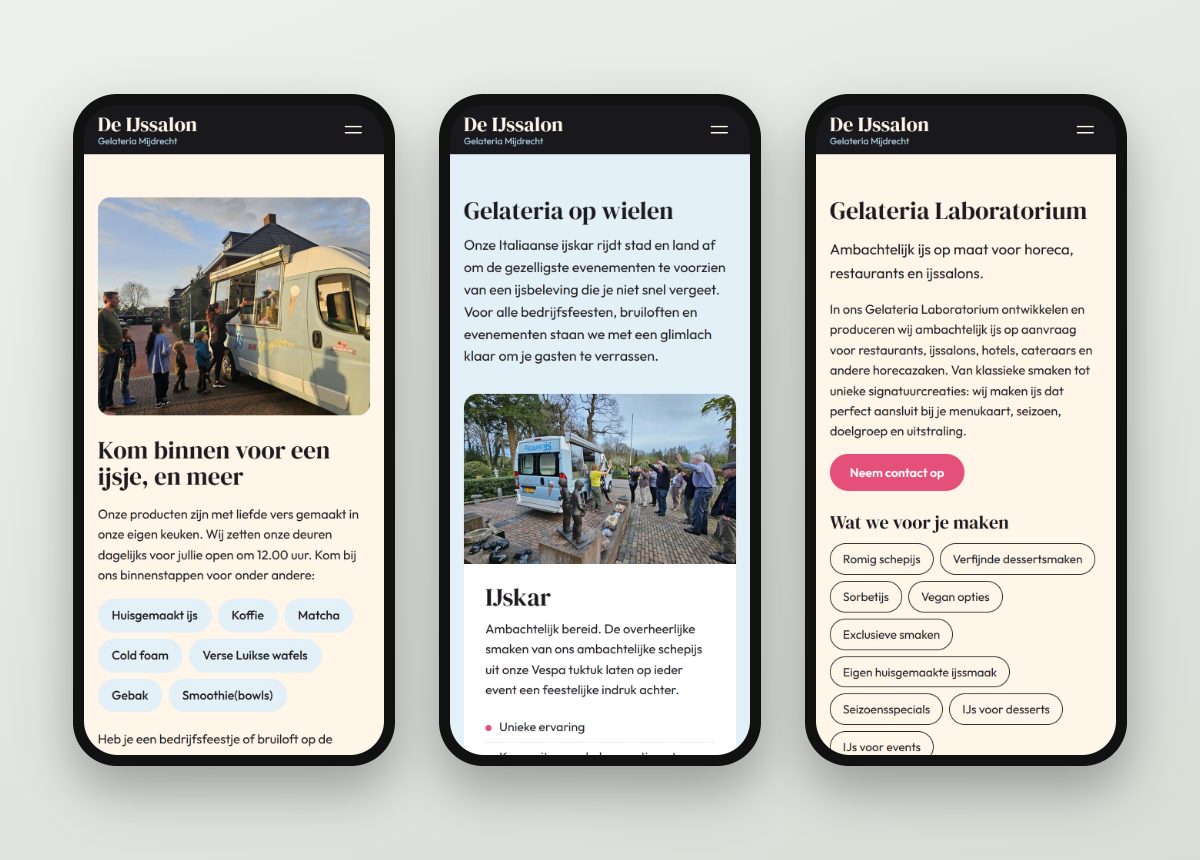 De IJssalon
Gelateria Mijdrecht
Kom binnen voor een
ijsje, en meer
Onze producten zijn met liefde vers gemaakt in
onze eigen keuken. Wij zetten onze deuren
dagelijks voor jullie open om 12.00 uur. Kom bij
ons binnenstappen voor onder andere:
Huisgemaakt ijs
Koffie
Matcha
Cold foam
Verse Luikse wafels
Gebak
Smoothie(bowls)
Heb je een bedrijfsfeestje of bruiloft op de
De IJssalon
Gelateria Mijdrecht
Gelateria op wielen
Onze Italiaanse ijskar rijdt stad en land af
om de gezelligste evenementen te voorzien
van een ijsbeleving die je niet snel vergeet.
Voor alle bedrijfsfeesten, bruiloften en
evenementen staan we met een glimlach
klaar om je gasten te verrassen.
IJskar
Ambachtelijk bereid. De overheerlijke
smaken van ons ambachtelijke schepijs
uit onze Vespa tuktuk laten op ieder
event een feestelijke indruk achter.
Unieke ervaring
De IJssalon
Gelateria Mijdrecht
Gelateria Laboratorium
Ambachtelijk ijs op maat voor horeca,
restaurants en ijssalons.
In ons Gelateria Laboratorium ontwikkelen en
produceren wij ambachtelijk ijs op aanvraag
voor restaurants, ijssalons, hotels, cateraars en
andere horecazaken. Van klassieke smaken tot
unieke signatuurcreaties: wij maken ijs dat
perfect aansluit bij je menukaart, seizoen,
doelgroep en uitstraling.
Neem contact op
Wat we voor je maken
Romig schepijs
Verfijnde dessertsmaken
Sorbetijs
Vegan opties
Exclusieve smaken
Eigen huisgemaakte ijssmaak
Seizoensspecials
IJs voor desserts
IJs voor events